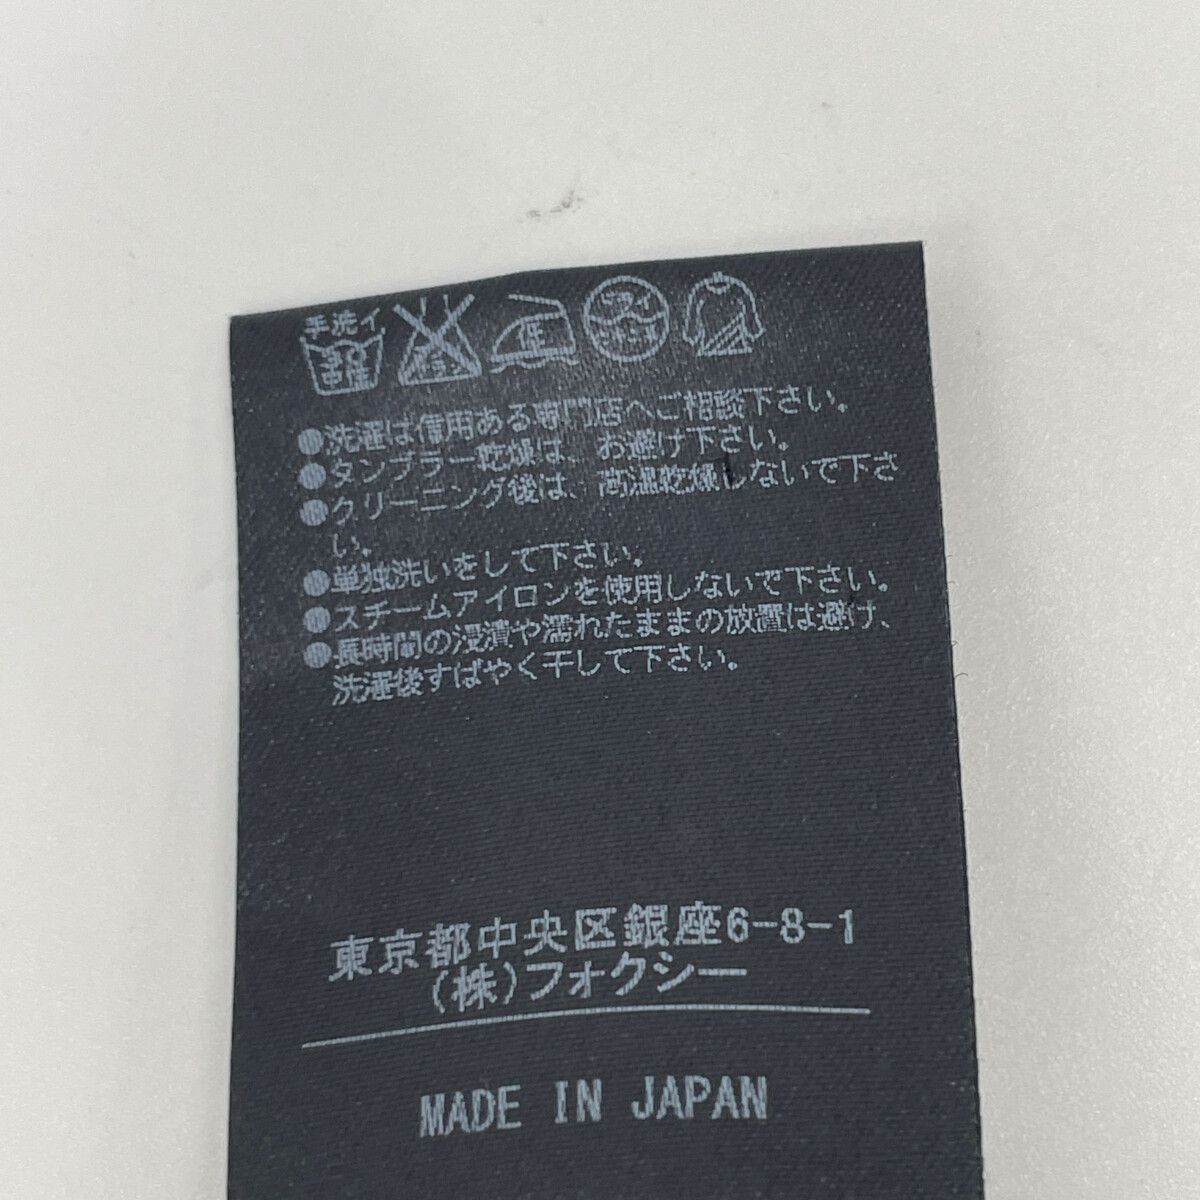 手洗イ
中性
低
ドライ
●洗濯は信用ある専門店へご相談下さい。
●タンブラー乾燥は、お避け下さい。
●クリーニング後は、高温乾燥しないで下さ
い。
●単独洗いをして下さい。
●スチームアイロンを使用しないで下さい。
●長時間の浸漬や濡れたままの放置は避け、
洗濯後すばやく干して下さい。
東京都中央区銀座6-8-1
(株)フォクシー
MADE IN JAPAN